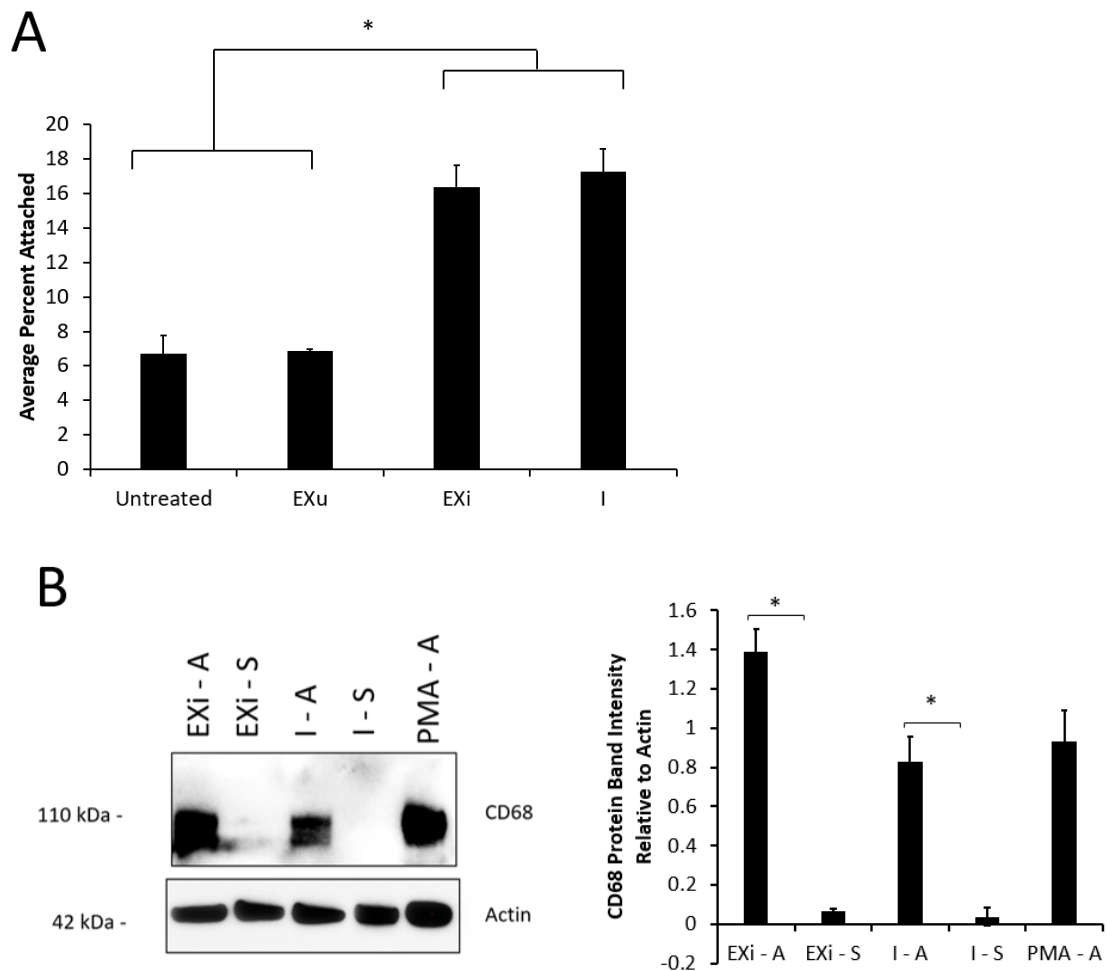 A
*
Average Percent Attached
20
18
16
14
12
10
8
6
4
2
0
Untreated EXu EXi I
B
EXi - A EXi - S I - A I - S PMA - A
110 kDa - CD68
42 kDa - Actin
CD68 Protein Band Intensity
Relative to Actin
1.6
1.4
1.2
1
0.8
0.6
0.4
0.2
0
-0.2
*
*
EXi - A EXi - S I - A I - S PMA - A